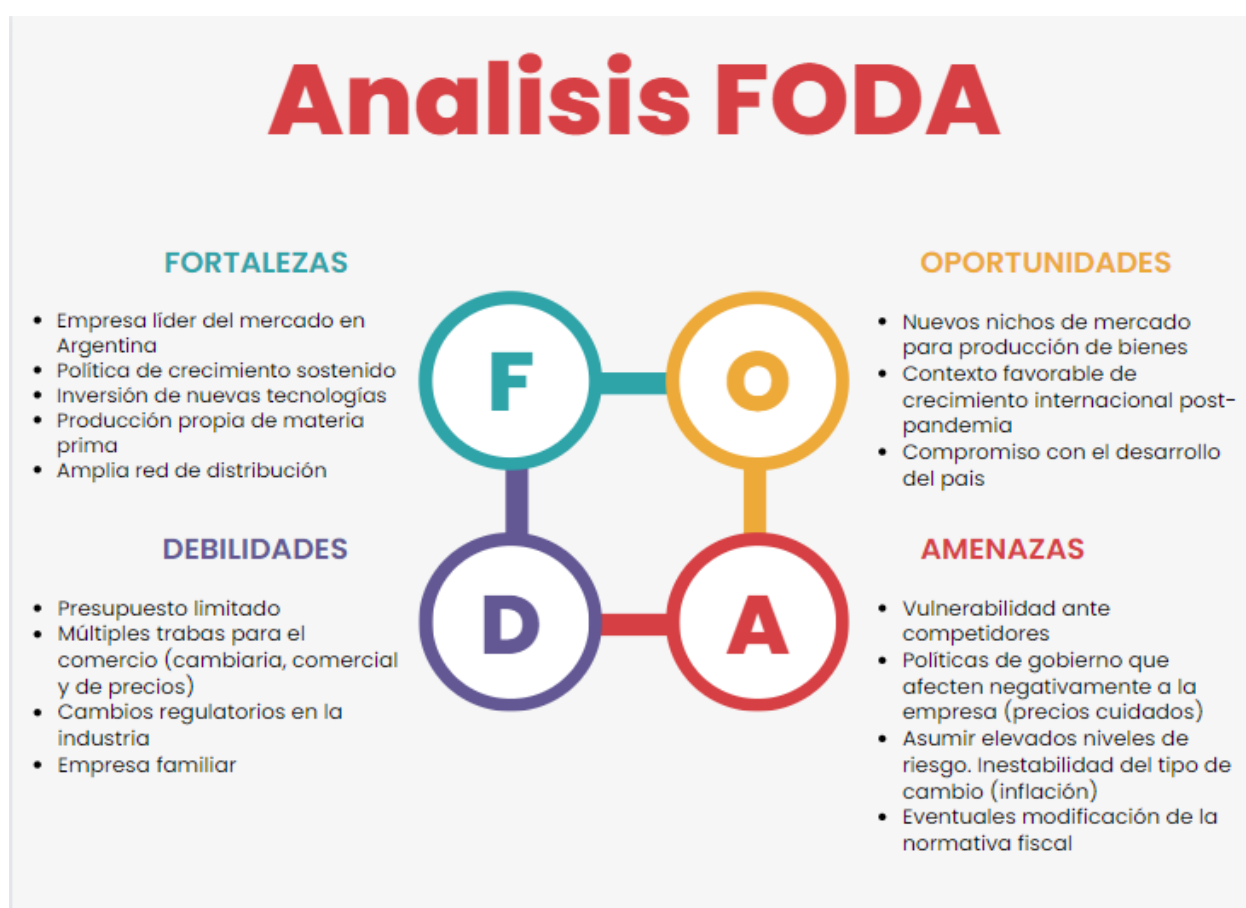 Analisis FODA
FORTALEZAS
• Empresa líder del mercado en
Argentina
• Política de crecimiento sostenido
• Inversión de nuevas tecnologías
• Producción propia de materia
prima
• Amplia red de distribución
F
O
OPORTUNIDADES
• Nuevos nichos de mercado
para producción de bienes
• Contexto favorable de
crecimiento internacional post-
pandemia
• Compromiso con el desarrollo
del pais
DEBILIDADES
• Presupuesto limitado
• Múltiples trabas para el
comercio (cambiaria, comercial
y de precios)
• Cambios regulatorios en la
industria
• Empresa familiar
D
A
AMENAZAS
• Vulnerabilidad ante
competidores
• Políticas de gobierno que
afecten negativamente a la
empresa (precios cuidados)
• Asumir elevados niveles de
riesgo. Inestabilidad del tipo de
cambio (inflación)
• Eventuales modificación de la
normativa fiscal